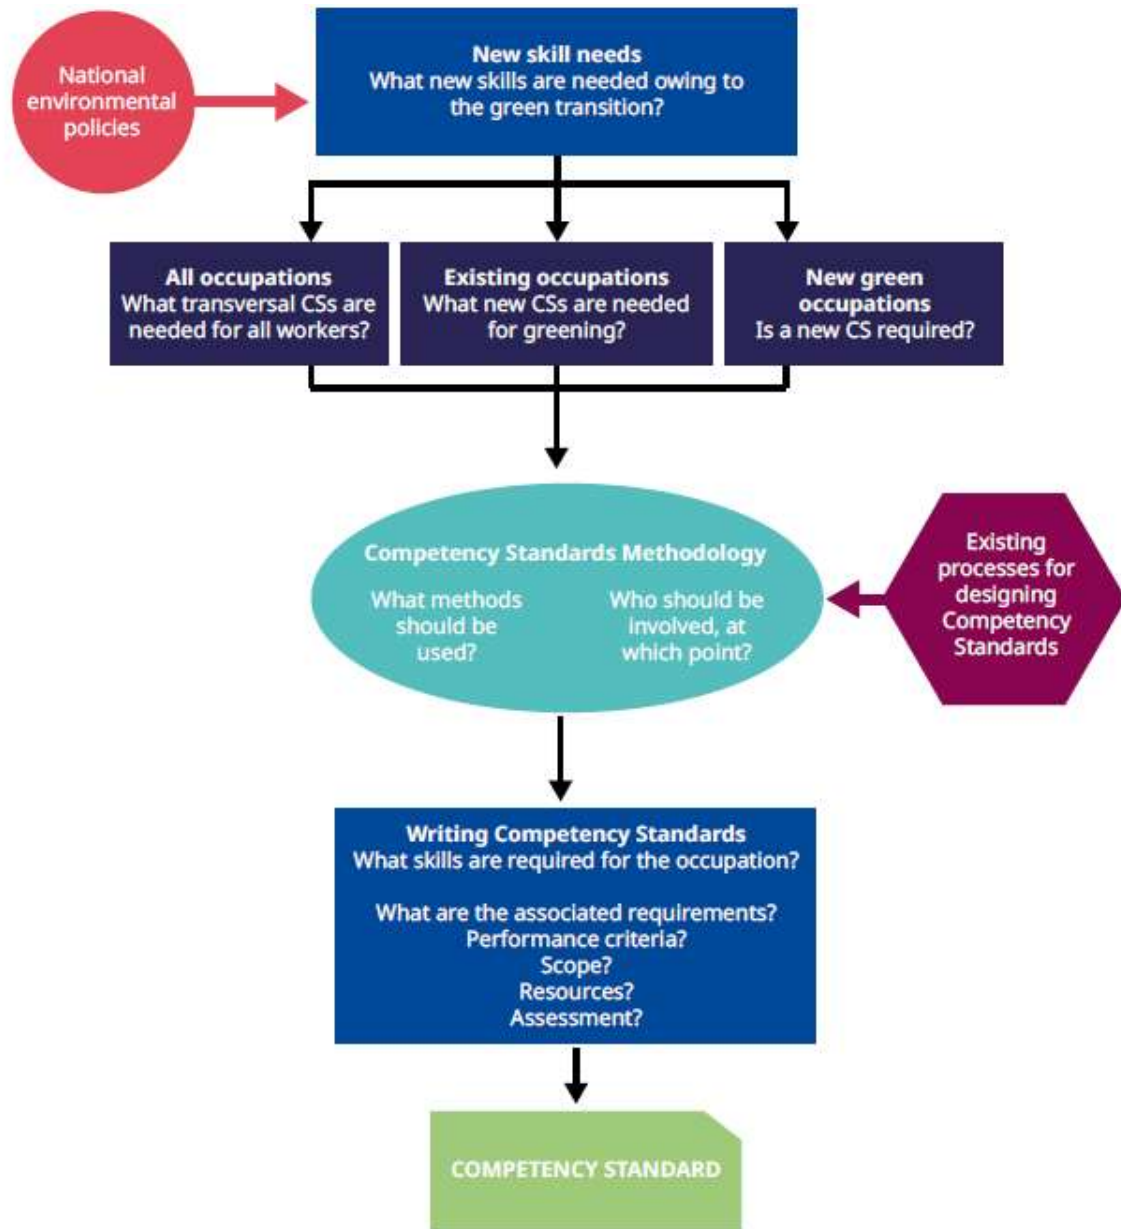 National
environmental
policies
New skill needs
What new skills are needed owing to
the green transition?
All occupations
What transversal CSs are
needed for all workers?
Existing occupations
What new CSs are needed
for greening?
New green
occupations
Is a new CS required?
Competency Standards Methodology
What methods
should be
used?
Who should be
involved, at
which point?
Existing
processes for
designing
Competency
Standards
Writing Competency Standards
What skills are required for the occupation?
What are the associated requirements?
Performance criteria?
Scope?
Resources?
Assessment?
COMPETENCY STANDARD